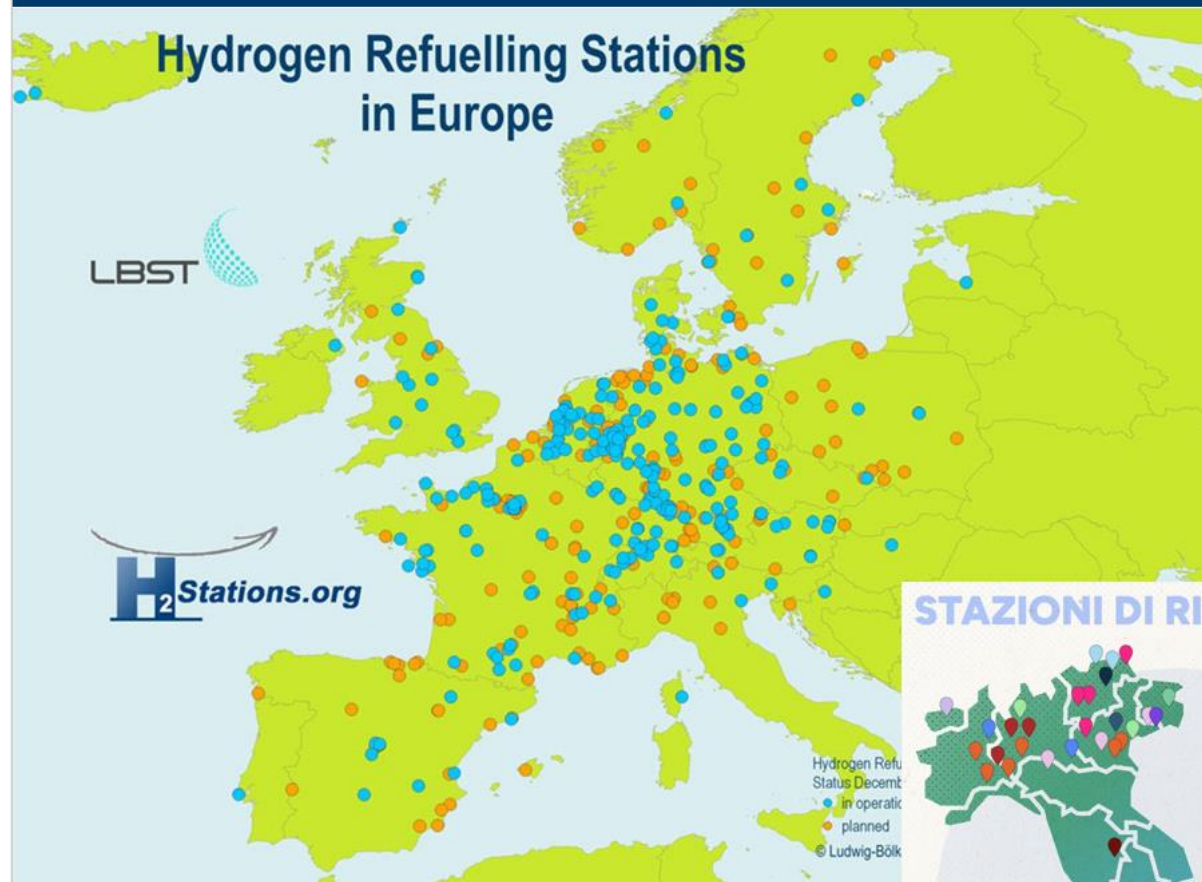 Hydrogen Refuelling Stations
in Europe
LBST
H2Stations.org
STAZIONI DI RI
Hydrogen Refu
Status Decemb
in operatio
planned
© Ludwig-Bölk